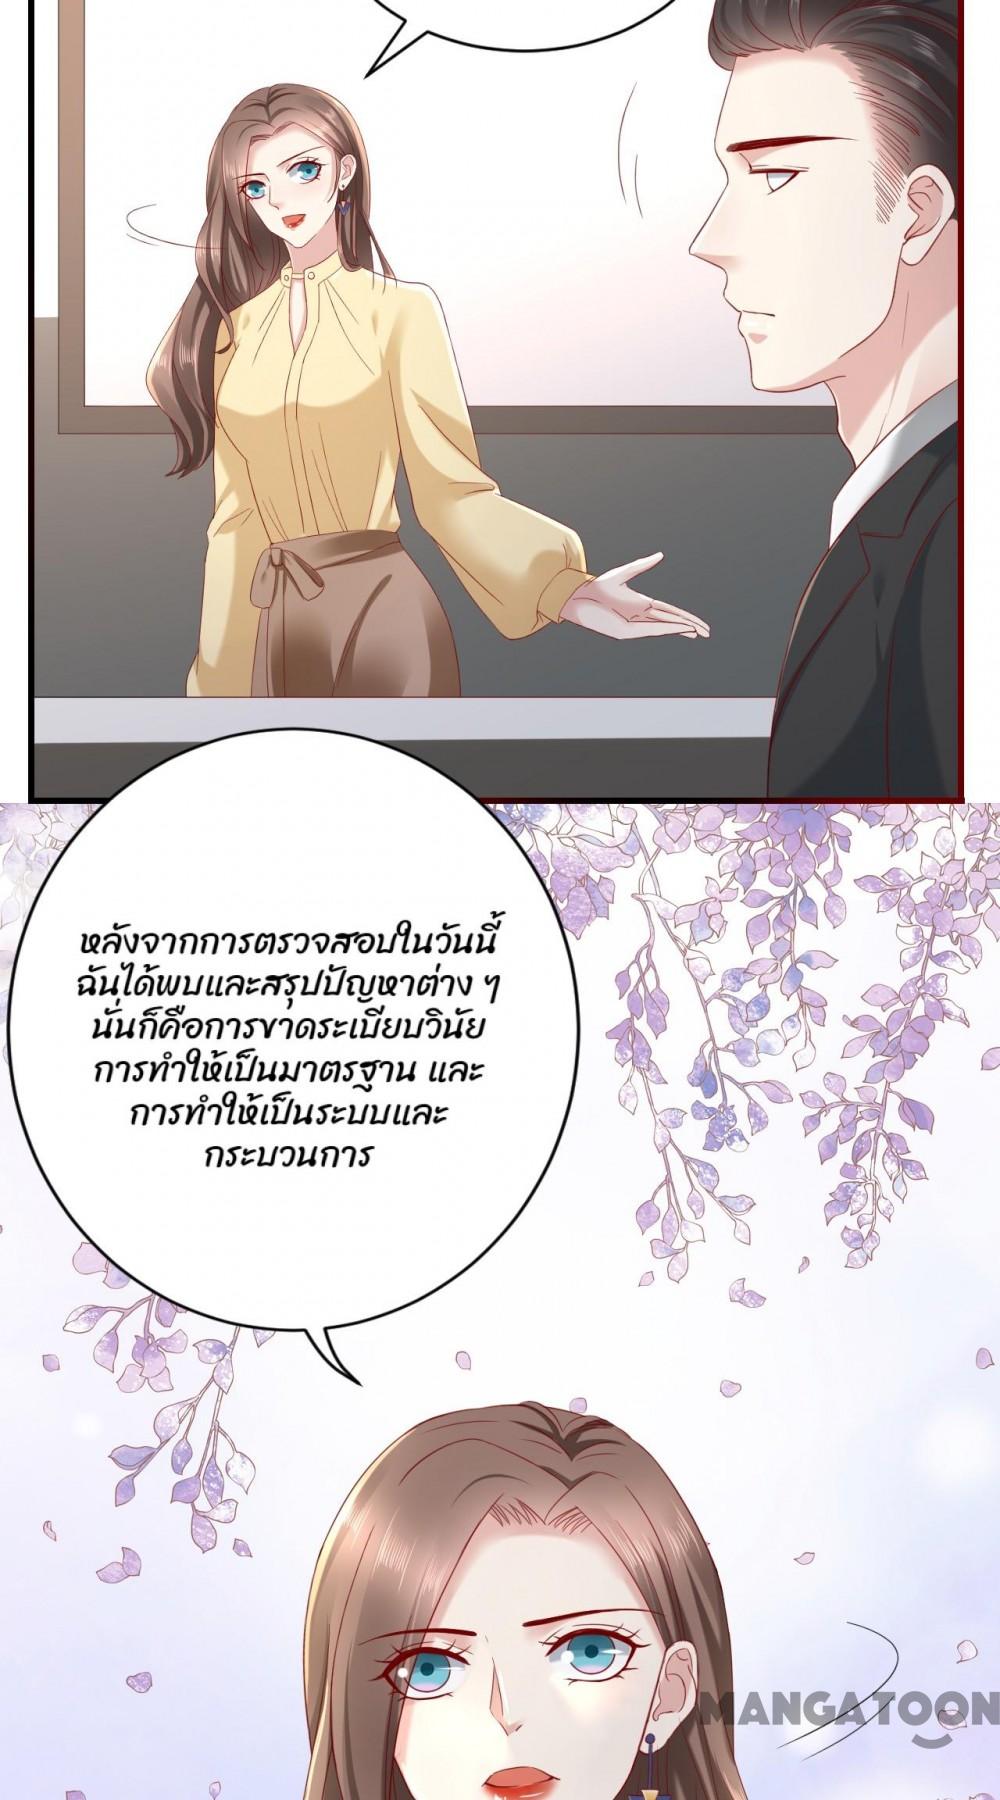 หลังจากการตรวจสอบในวันนี้
ฉันได้พบและสรุปปัญหาต่าง ๆ
นั่นก็คือการขาดระเบียบวินัย
การทำให้เป็นมาตรฐาน และ
การทำให้เป็นระบบและ
กระบวนการ
MANGATOON